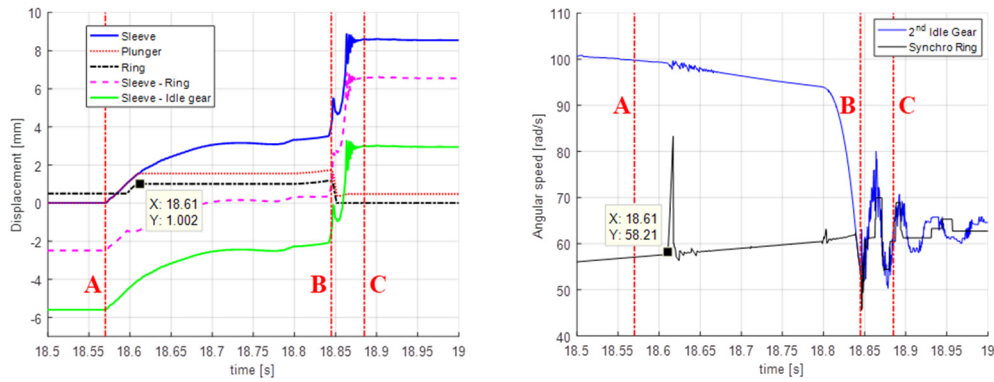 10
8
6
4
2
0
-2
-4
-6
Displacement [mm]
Sleeve
Plunger
Ring
Sleeve - Ring
Sleeve - Idle gear
X: 18.61
Y: 1.002
A
B
C
18.5 18.55 18.6 18.65 18.7 18.75 18.8 18.85 18.9 18.95 19
time [s]
110
100
90
80
70
60
50
40
Angular speed [rad/s]
2nd Idle Gear
Synchro Ring
A
B
C
X: 18.61
Y: 58.21
18.5 18.55 18.6 18.65 18.7 18.75 18.8 18.85 18.9 18.95 19
time [s]